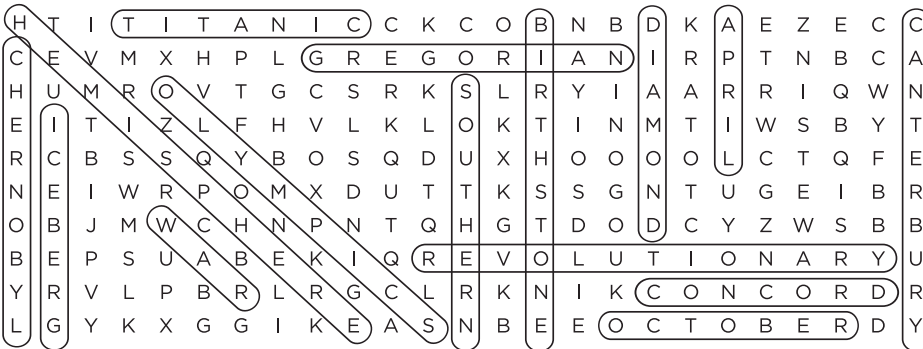 H T I T I T A N I C C K C O B N B D K A E Z E C C
C E V M X H P L G R E G O R I A N I R P T N B C A
H U M R O V T G C S R K S L R Y I A A R R I Q W N
E I T I Z L F H V L K L O K T I N M T I W S B Y T
R C B S S Q Y B O S Q D U X H O O O O L C T Q F E
N E I W R P O M X D U T T K S S G N T U G E I B R
O B J M W C H N P N T Q H G T D O D C Y Z W S B B
B E P S U A B E K I Q R E V O L U T I O N A R Y U
Y R V L P B R L R G C L R K N I K C O N C O R D R
L G Y K X G G I K E A S N B E E O C T O B E R D Y